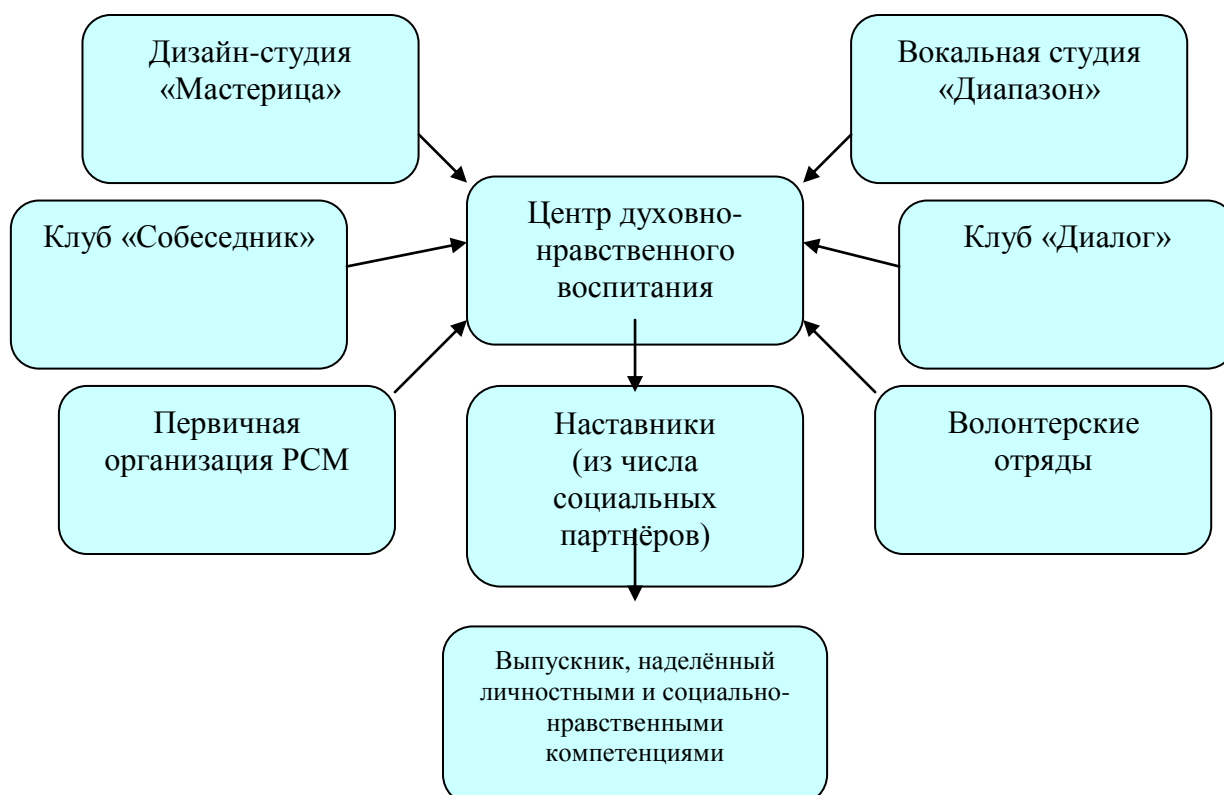 Дизайн-студия
«Мастерица»
Вокальная студия
«Диапазон»
Клуб «Собеседник»
Центр духовно-
нравственного
воспитания
Клуб «Диалог»
Первичная
организация РСМ
Наставники
(из числа
социальных
партнёров)
Волонтерские
отряды
Выпускник, наделённый
личностными и социально-
нравственными
компетенциями